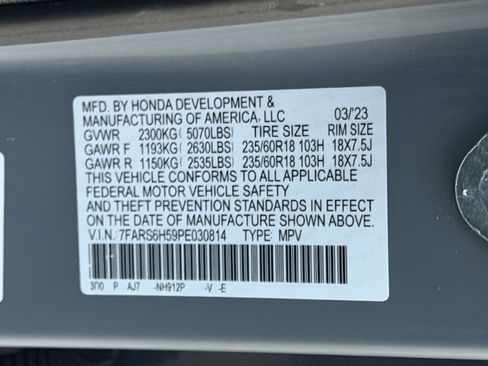 MFD. BY HONDA DEVELOPMENT &
MANUFACTURING OF AMERICA, LLC 03/'23
GVWR 2300KG( 5070LBS) TIRE SIZE RIM SIZE
GAWR F 1193KG( 2630LBS) 235/60R18 103H 18X7.5J
GAWR R 1150KG( 2535LBS) 235/60R18 103H 18X7.5J
THIS VEHICLE CONFORMS TO ALL APPLICABLE
FEDERAL MOTOR VEHICLE SAFETY
AND THEFT PREVENTION STANDARDS IN EFFECT
ON THE DATE OF MANUFACTURE SHOWN ABOVE.
V.I.N.: 7FARS6H59PE030814 TYPE: MPV
3T/0 P AJ7 -NH912P -V -E